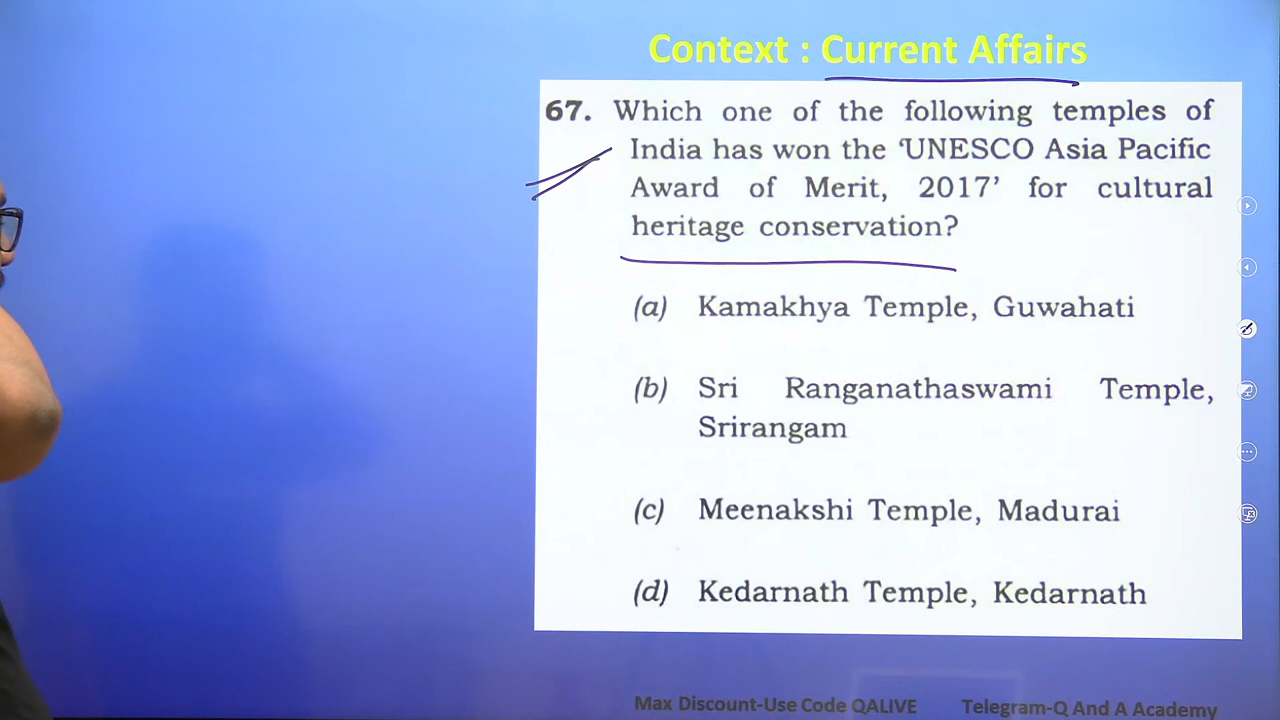 Context : Current Affairs
67. Which one of the following temples of
India has won the ‘UNESCO Asia Pacific
Award of Merit, 2017’ for cultural
heritage conservation?
(a) Kamakhya Temple, Guwahati
(b) Sri Ranganathaswami Temple,
Srirangam
(c) Meenakshi Temple, Madurai
(d) Kedarnath Temple, Kedarnath
Max Discount-Use Code QALIVE Telegram-Q And A Academy